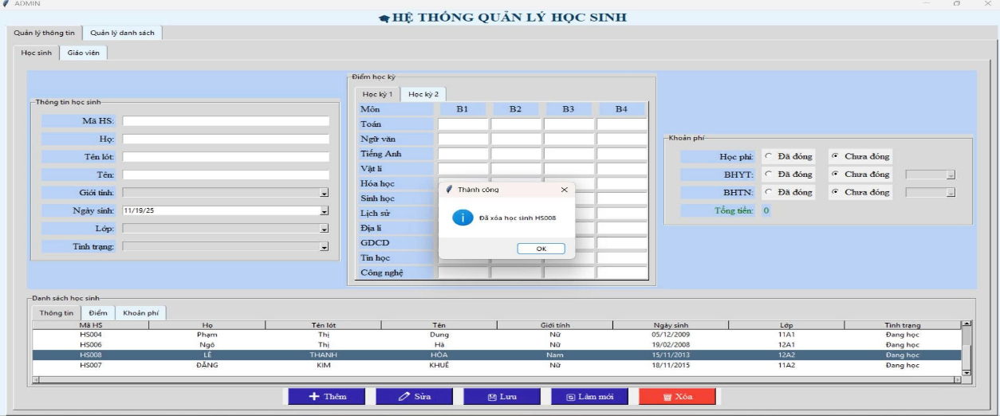 ADMIN
HỆ THỐNG QUẢN LÝ HỌC SINH
Quản lý thông tin Quản lý danh sách
Học sinh Giáo viên
Thông tin học sinh
Mã HS:
Họ:
Tên lót:
Tên:
Giới tính:
Ngày sinh: 11/19/25
Lớp:
Tình trạng:
Điểm học kỳ
Học kỳ 1 Học kỳ 2
Môn B1 B2 B3 B4
Toán
Ngữ văn
Tiếng Anh
Vật lí
Hóa học
Sinh học
Lịch sử
Địa lí
GDCD
Tin học
Công nghệ
Thành công
Đã xóa học sinh HS008
OK
Khoản phí
Học phí: Đã đóng Chưa đóng
BHYT: Đã đóng Chưa đóng
BHTN: Đã đóng Chưa đóng
Tổng tiền: 0
Danh sách học sinh
Thông tin Điểm Khoản phí
Mã HS Họ Tên lót Tên Giới tính Ngày sinh Lớp Tình trạng
HS004 Phạm Thị Dung Nữ 05/12/2009 11A1 Đang học
HS006 Ngô Thị Hà Nữ 19/02/2008 12A1 Đang học
HS008 LÊ THANH HÒA Nam 15/11/2013 12A2 Đang học
HS007 ĐẶNG KIM KHUÊ Nữ 18/11/2015 11A2 Đang học
Thêm Sửa Lưu Làm mới Xóa